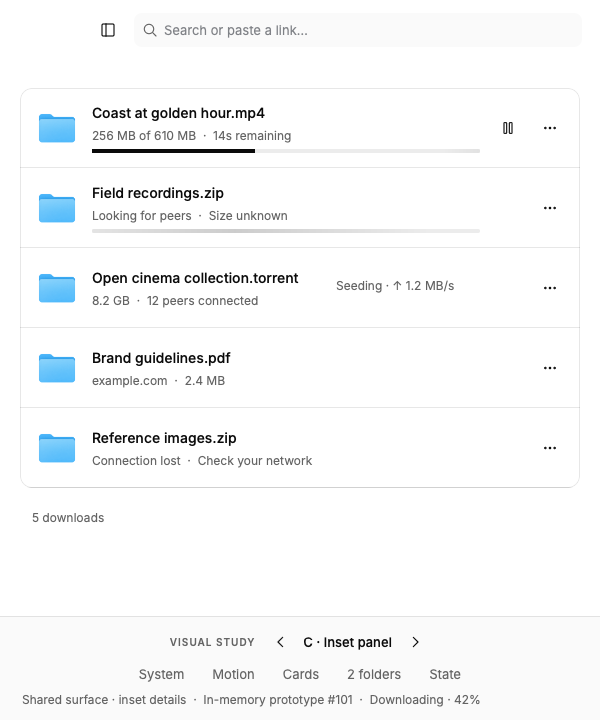 Search or paste a link...
Coast at golden hour.mp4
256 MB of 610 MB · 14s remaining
Field recordings.zip
Looking for peers · Size unknown
Open cinema collection.torrent
8.2 GB · 12 peers connected
Seeding · ↑ 1.2 MB/s
Brand guidelines.pdf
example.com · 2.4 MB
Reference images.zip
Connection lost · Check your network
5 downloads
VISUAL STUDY C · Inset panel
System Motion Cards 2 folders State
Shared surface · inset details · In-memory prototype #101 · Downloading · 42%